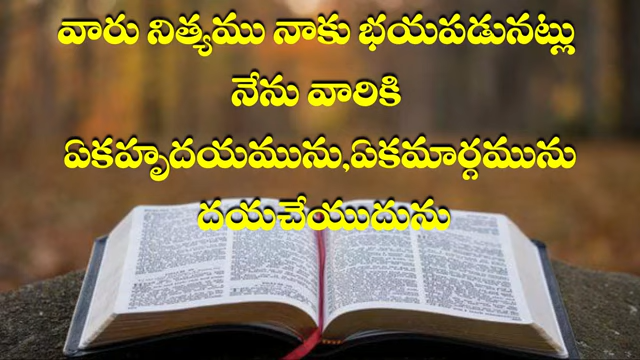 వారు నిత్యము నాకు భయపడునట్లు
నేను వారికి
ఏకహృదయమును,ఏకమార్గమును
దయచేయుదును